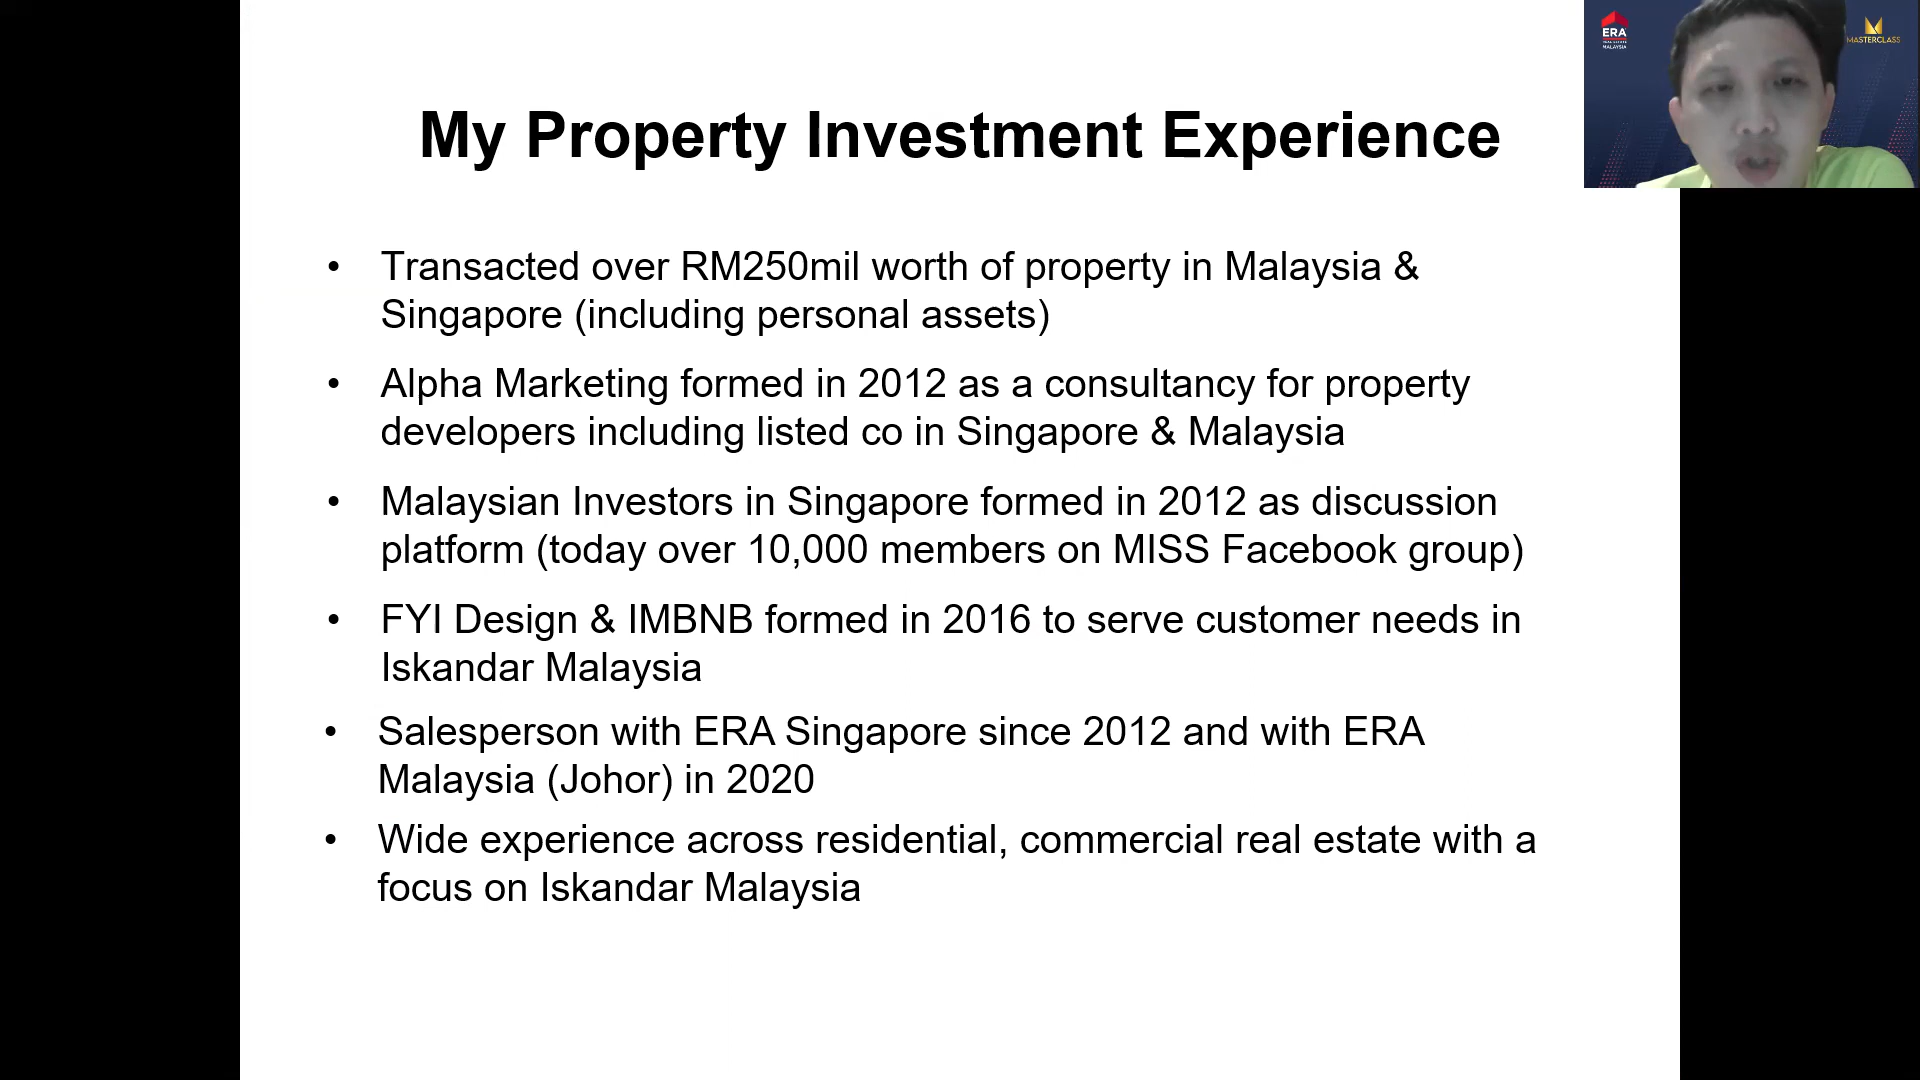 My Property Investment Experience
• Transacted over RM250mil worth of property in Malaysia &
Singapore (including personal assets)
• Alpha Marketing formed in 2012 as a consultancy for property
developers including listed co in Singapore & Malaysia
• Malaysian Investors in Singapore formed in 2012 as discussion
platform (today over 10,000 members on MISS Facebook group)
• FYI Design & IMBNB formed in 2016 to serve customer needs in
Iskandar Malaysia
• Salesperson with ERA Singapore since 2012 and with ERA
Malaysia (Johor) in 2020
• Wide experience across residential, commercial real estate with a
focus on Iskandar Malaysia
ERA
REAL ESTATE
MALAYSIA
MASTERCLASS